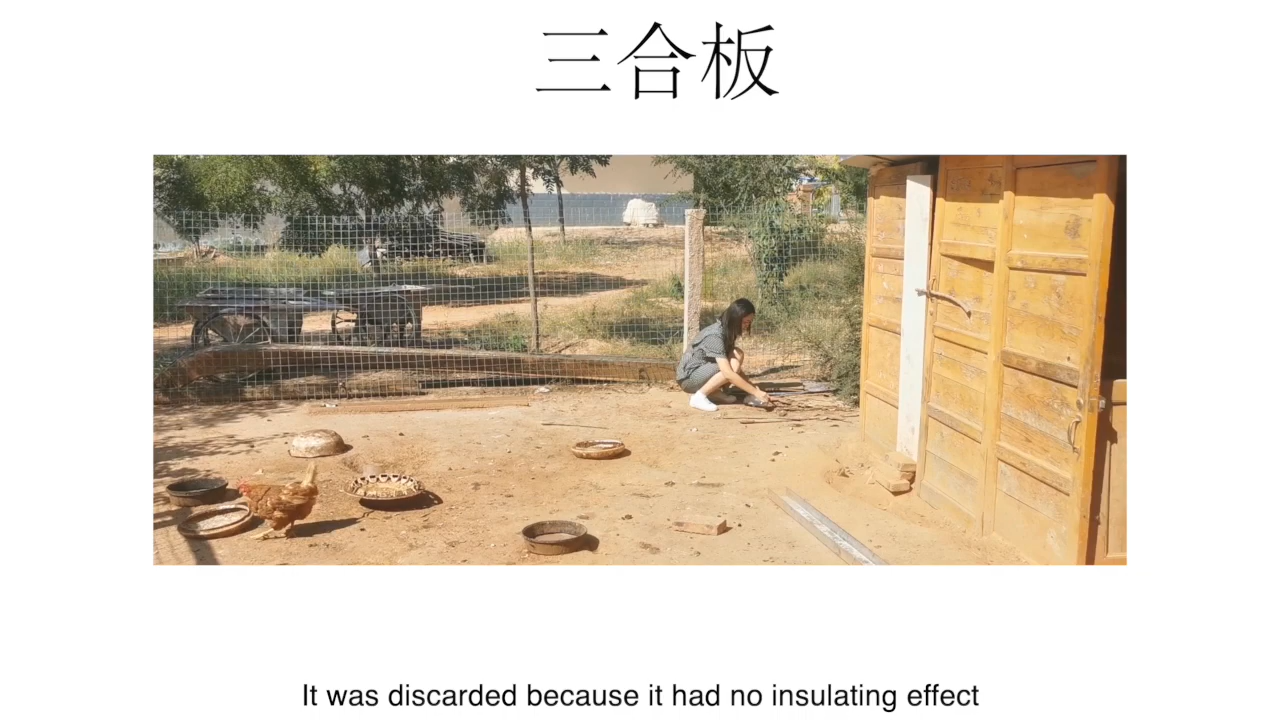 三合板
It was discarded because it had no insulating effect